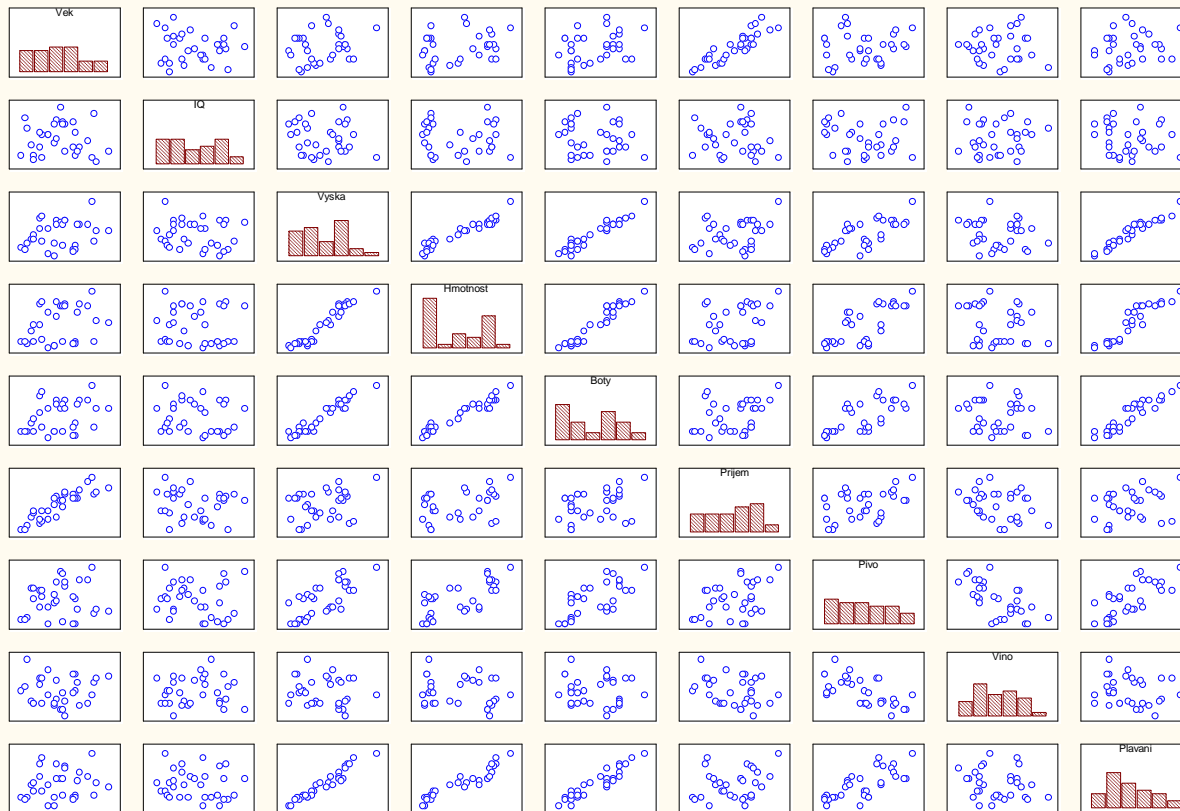 Vek
IQ
Vyska
Hmotnost
Boty
Prijem
Pivo
Vino
Plavani